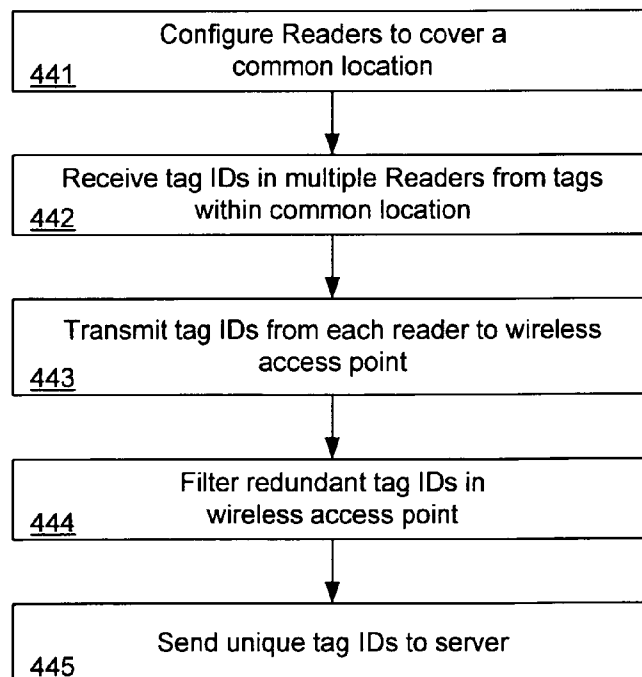 Configure Readers to cover a
common location
441
Receive tag IDs in multiple Readers from tags
within common location
442
Transmit tag IDs from each reader to wireless
access point
443
Filter redundant tag IDs in
wireless access point
444
Send unique tag IDs to server
445